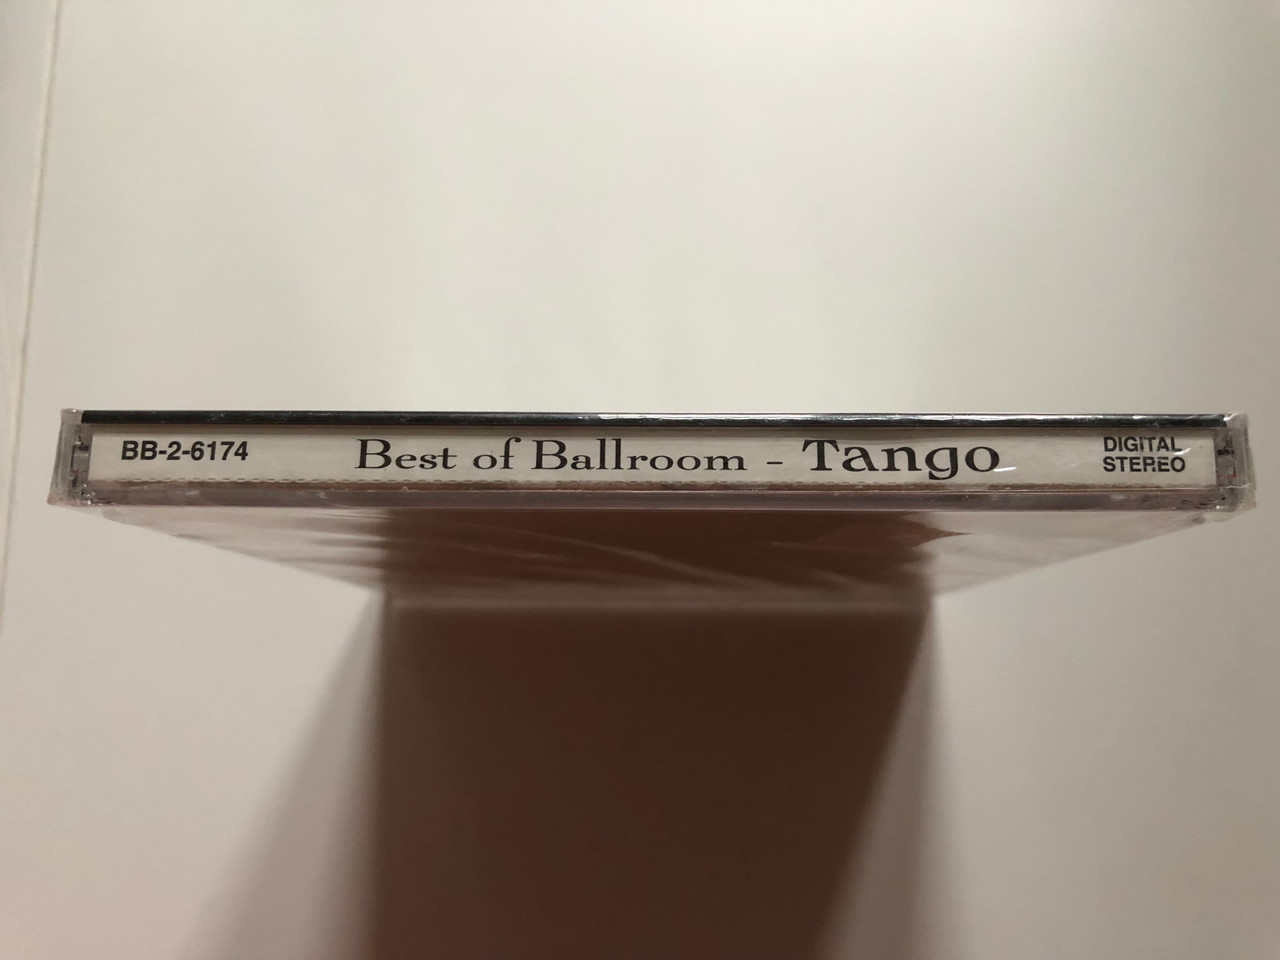 BB-2-6174
Best of Ballroom - Tango
DIGITAL
STEREO